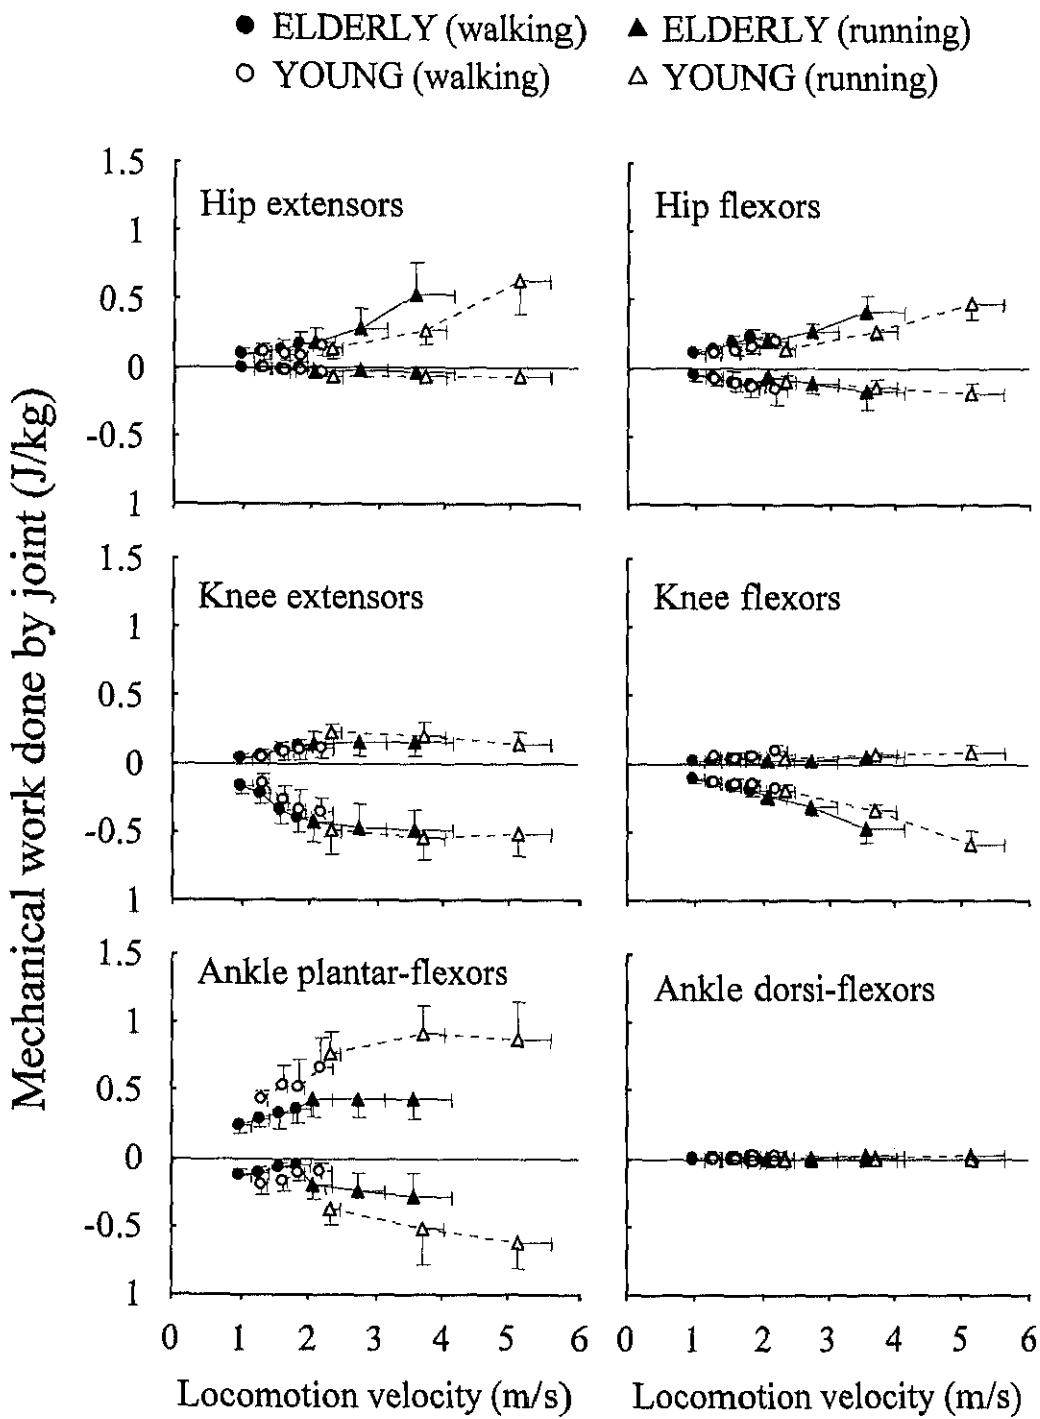 ● ELDERLY (walking) ▲ ELDERLY (running)
○ YOUNG (walking) △ YOUNG (running)
Mechanical work done by joint (J/kg)
Hip extensors
1.5
1
0.5
0
-0.5
1
Hip flexors
Knee extensors
1.5
1
0.5
0
-0.5
1
Knee flexors
Ankle plantar-flexors
1.5
1
0.5
0
-0.5
1
Ankle dorsi-flexors
0 1 2 3 4 5 6
0 1 2 3 4 5 6
Locomotion velocity (m/s)
Locomotion velocity (m/s)